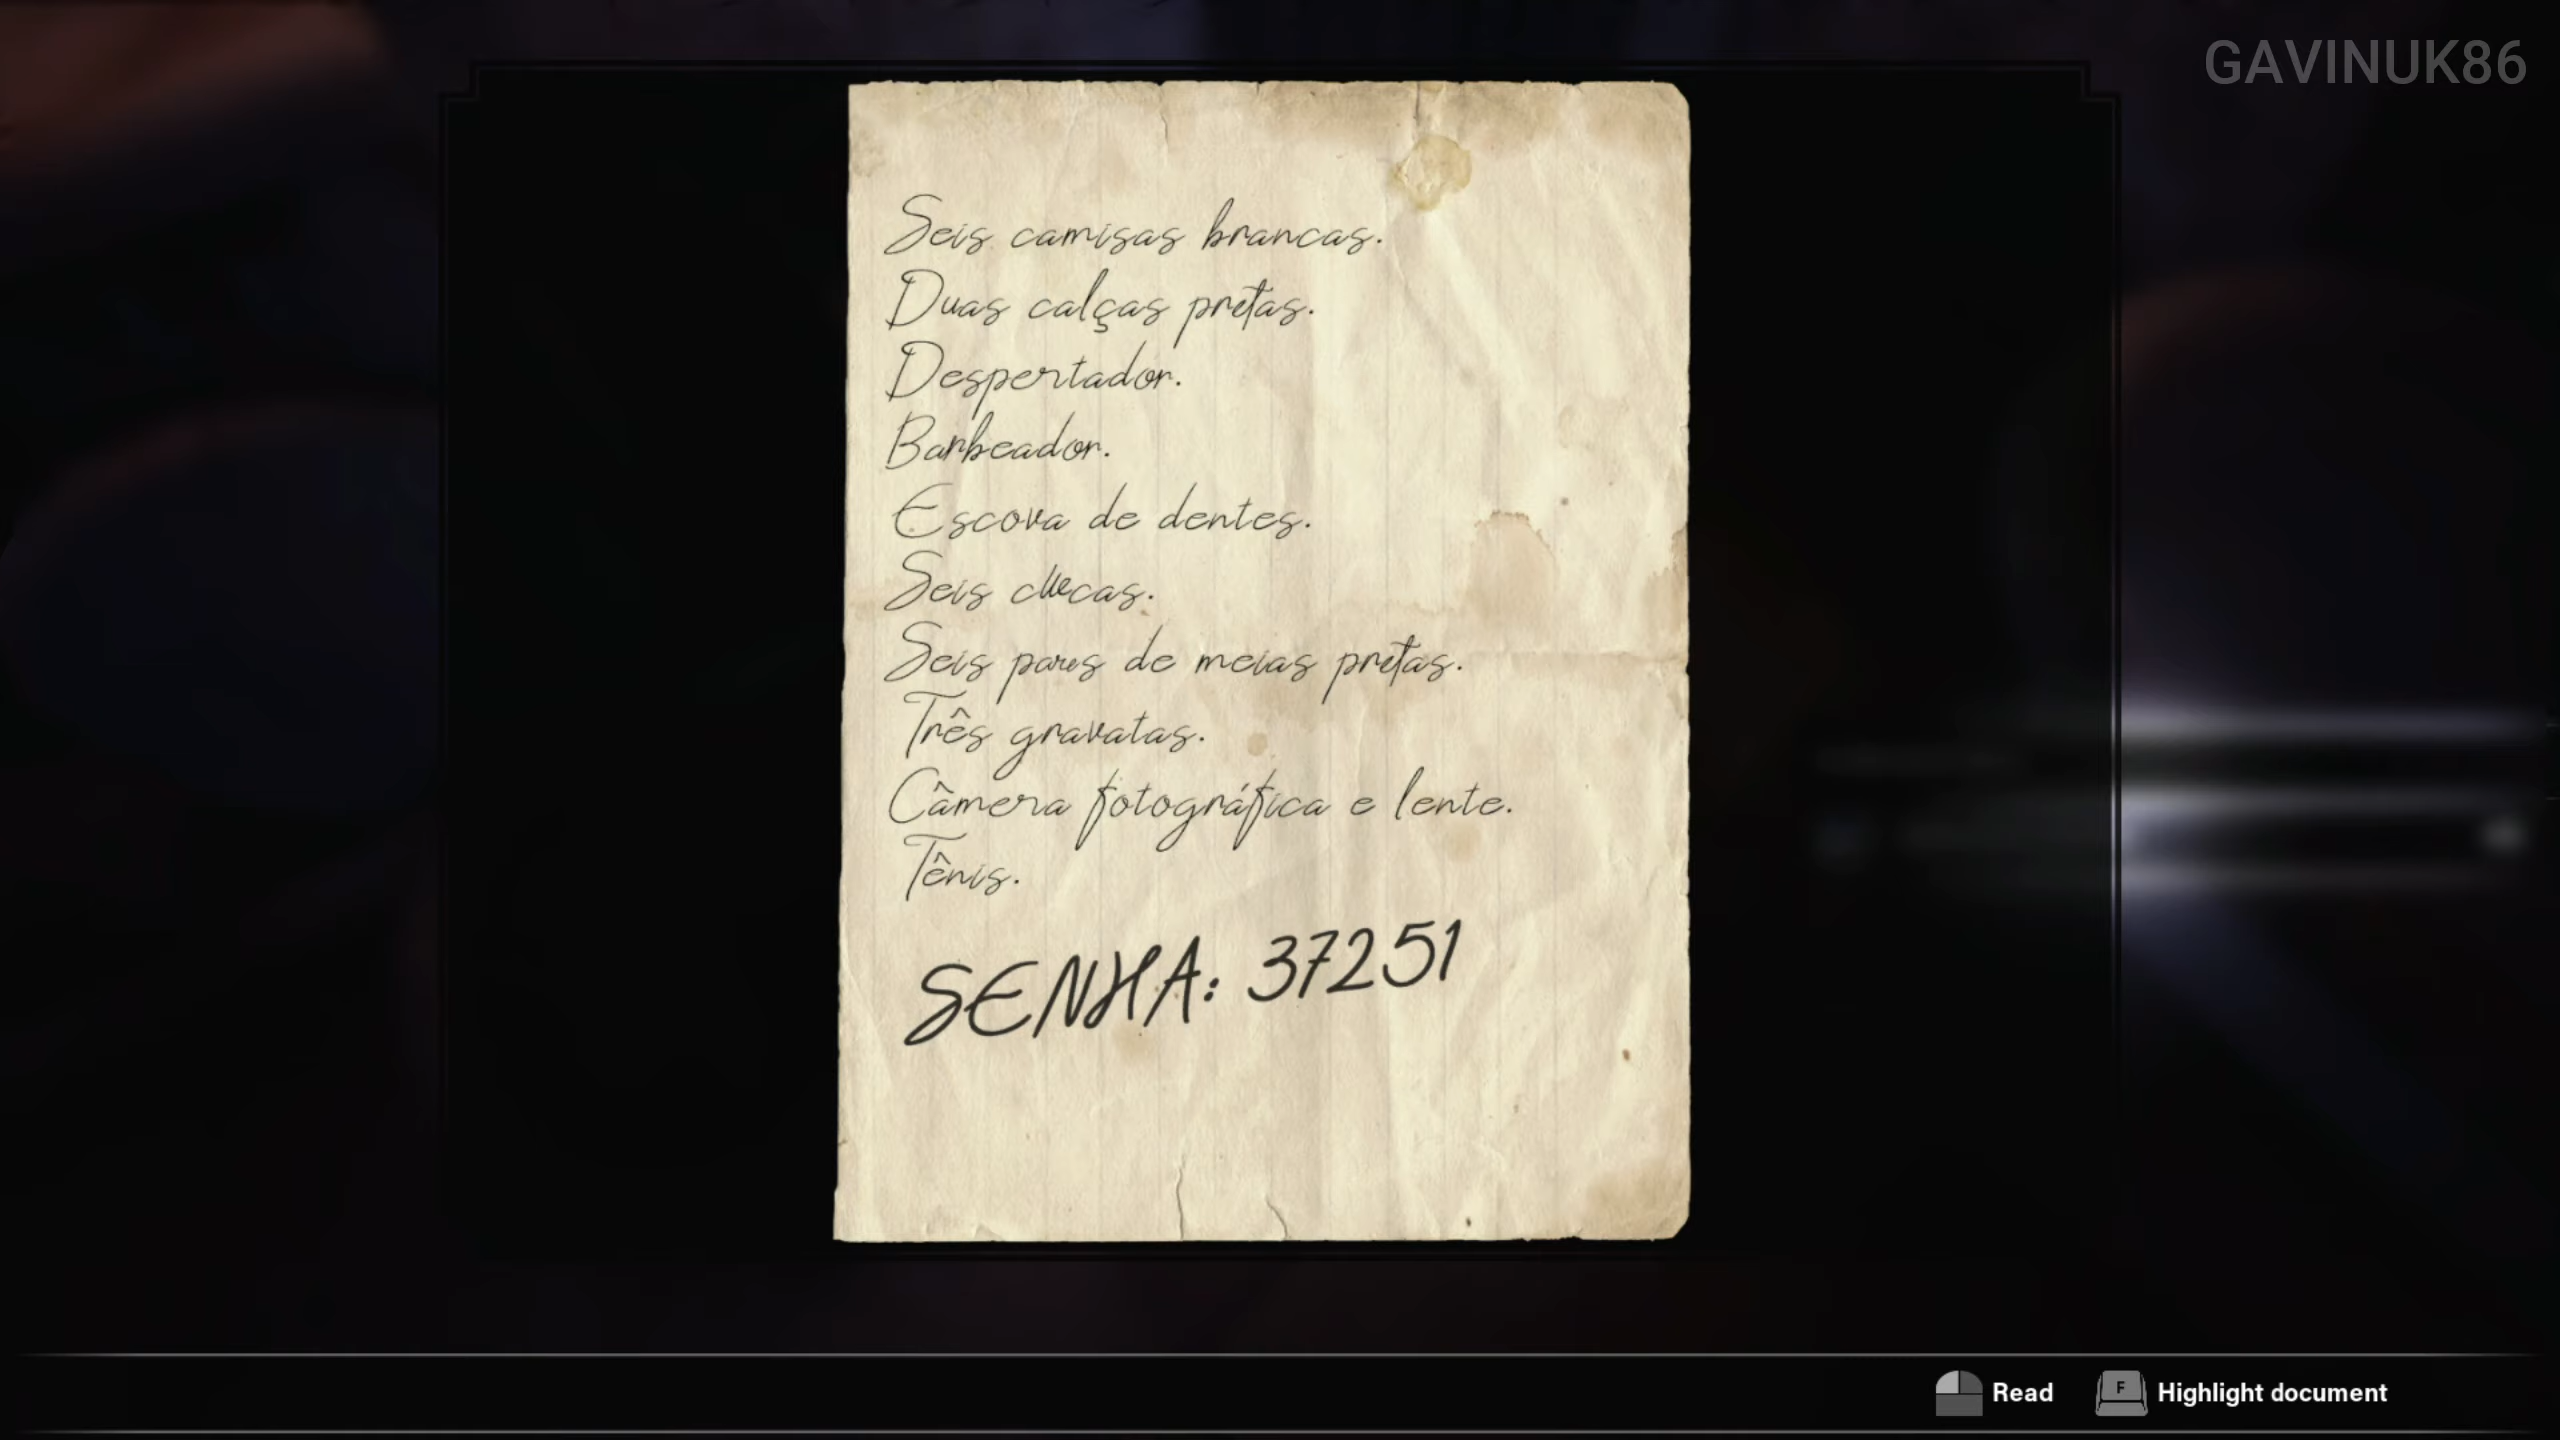 GAVINUK86
Seis camisas brancas.
Duas calças pretas.
Despertador.
Barbeador.
Escova de dentes.
Seis cuecas.
Seis pares de meias pretas.
Três gravatas.
Câmera fotográfica e lente.
Tênis.
SENHA: 37251
F
Read
Highlight document